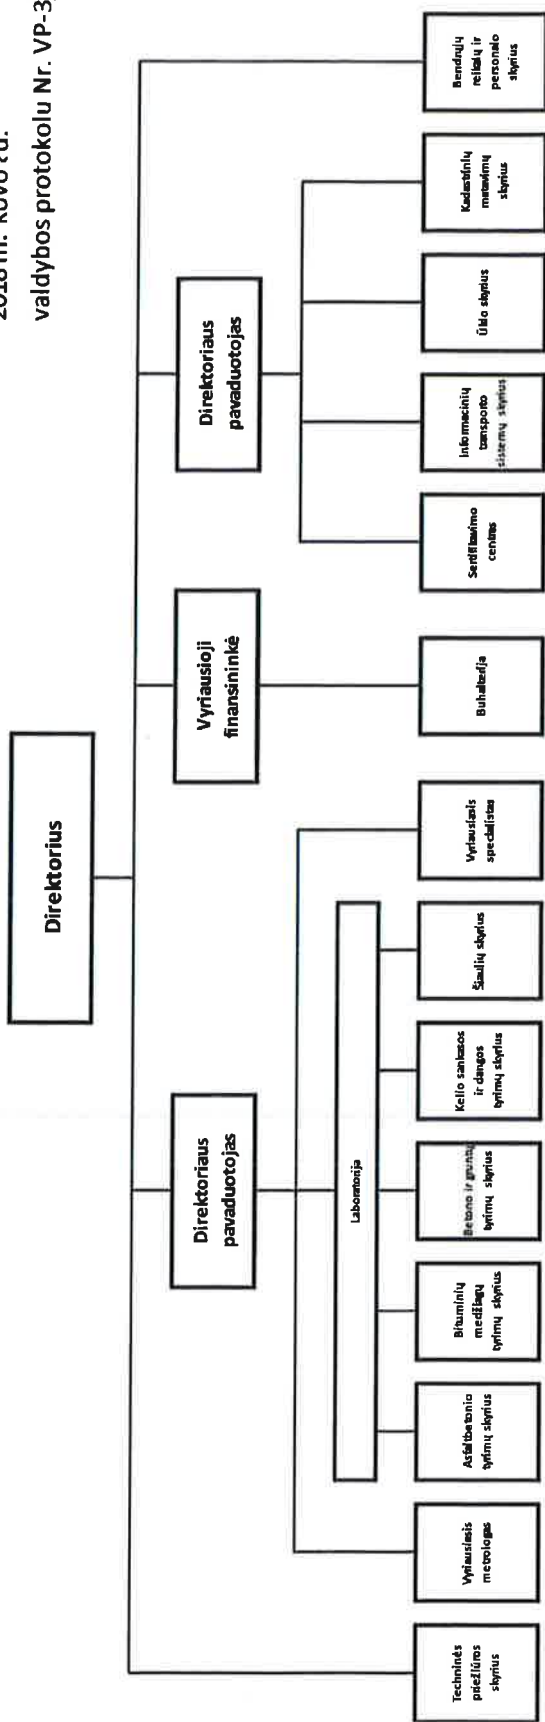 valdybos protokolu Nr. VP-3
Direktorius
Direktoriaus
pavaduotojas
Vyriausioji
finansininkė
Direktoriaus
pavaduotojas
Laboratorija
Techninės
priežiūros
skyrius
Vyriausiasis
metrologas
Asfaltbetonio
tyrimų skyrius
Bituminių
medžiagų
tyrimų skyrius
Betono ir gruntų
tyrimų skyrius
Kelio sankasos
ir dangos
tyrimų skyrius
Šiaulių skyrius
Vyriausiasis
specialistas
Buhalterija
Sertifikavimo
centras
Informacinių
transporto
sistemų skyrius
Ūkio skyrius
Kadastrinių
matavimų
skyrius
Bendrųjų
reikalų ir
personalo
skyrius